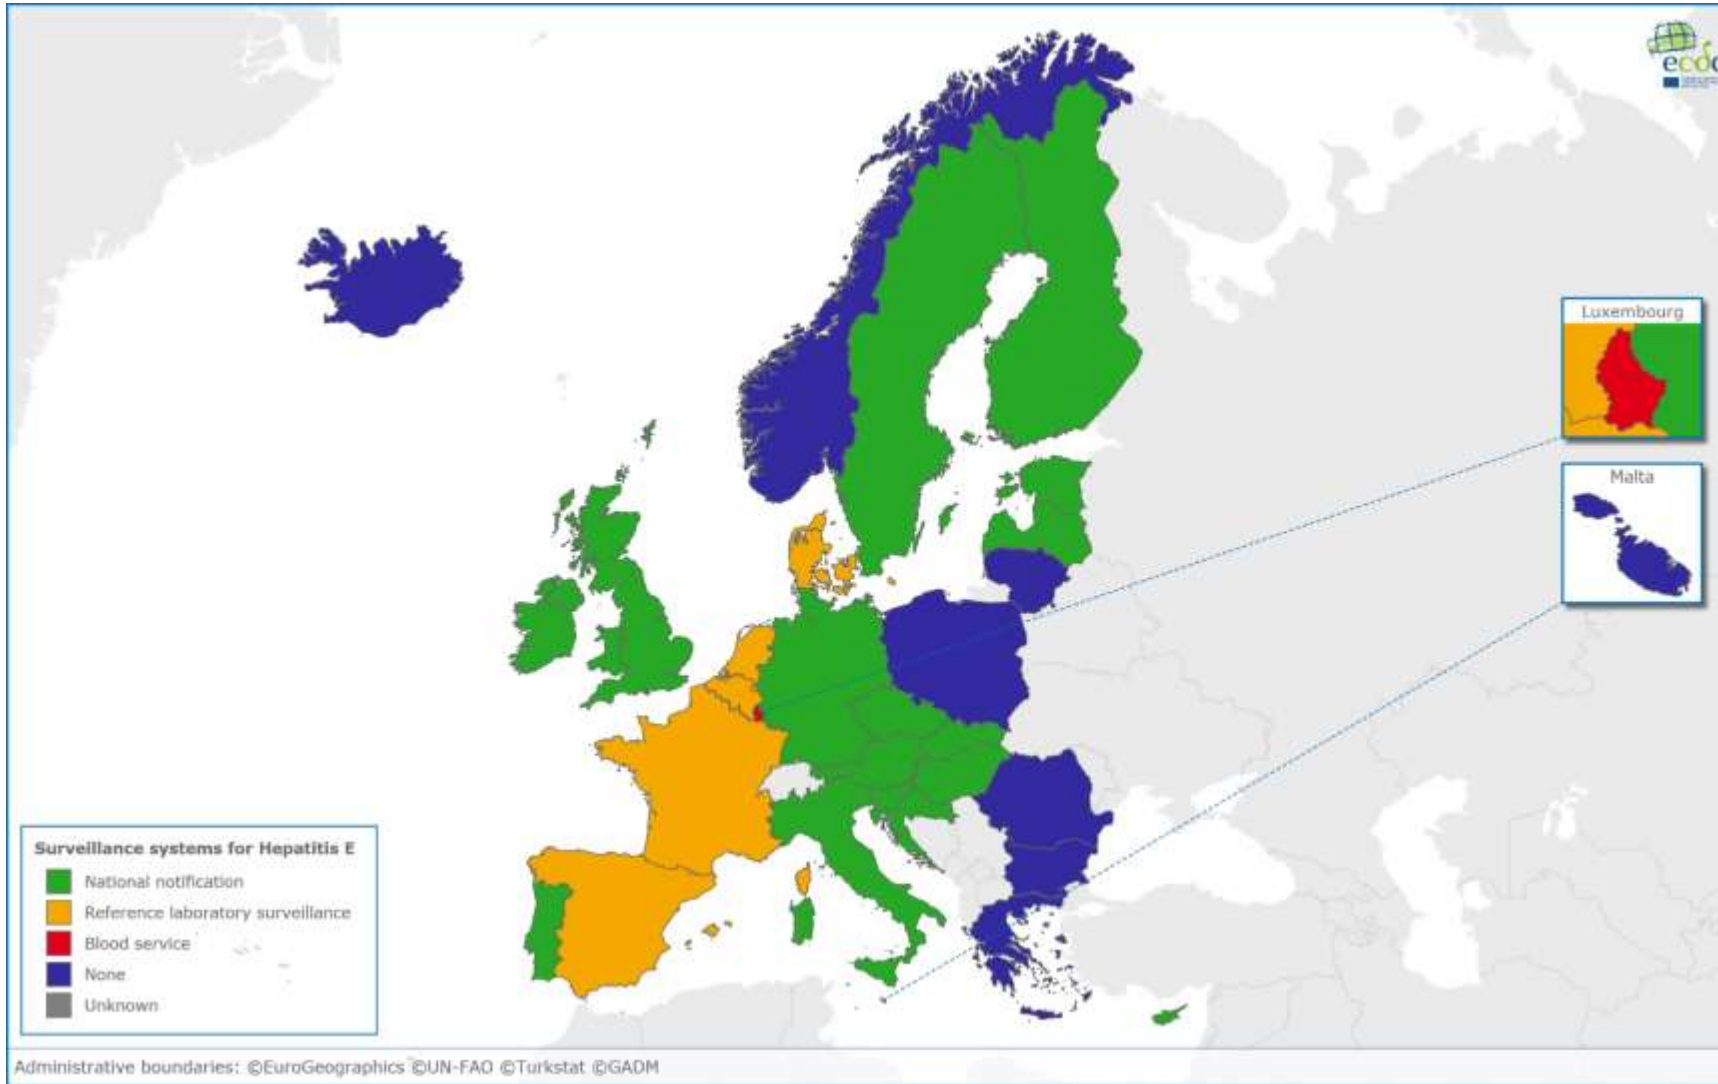 ecdc
Luxembourg
Malta
Surveillance systems for Hepatitis E
National notification
Reference laboratory surveillance
Blood service
None
Unknown
Administrative boundaries: ©EuroGeographics ©UN-FAO ©Turkstat ©GADM